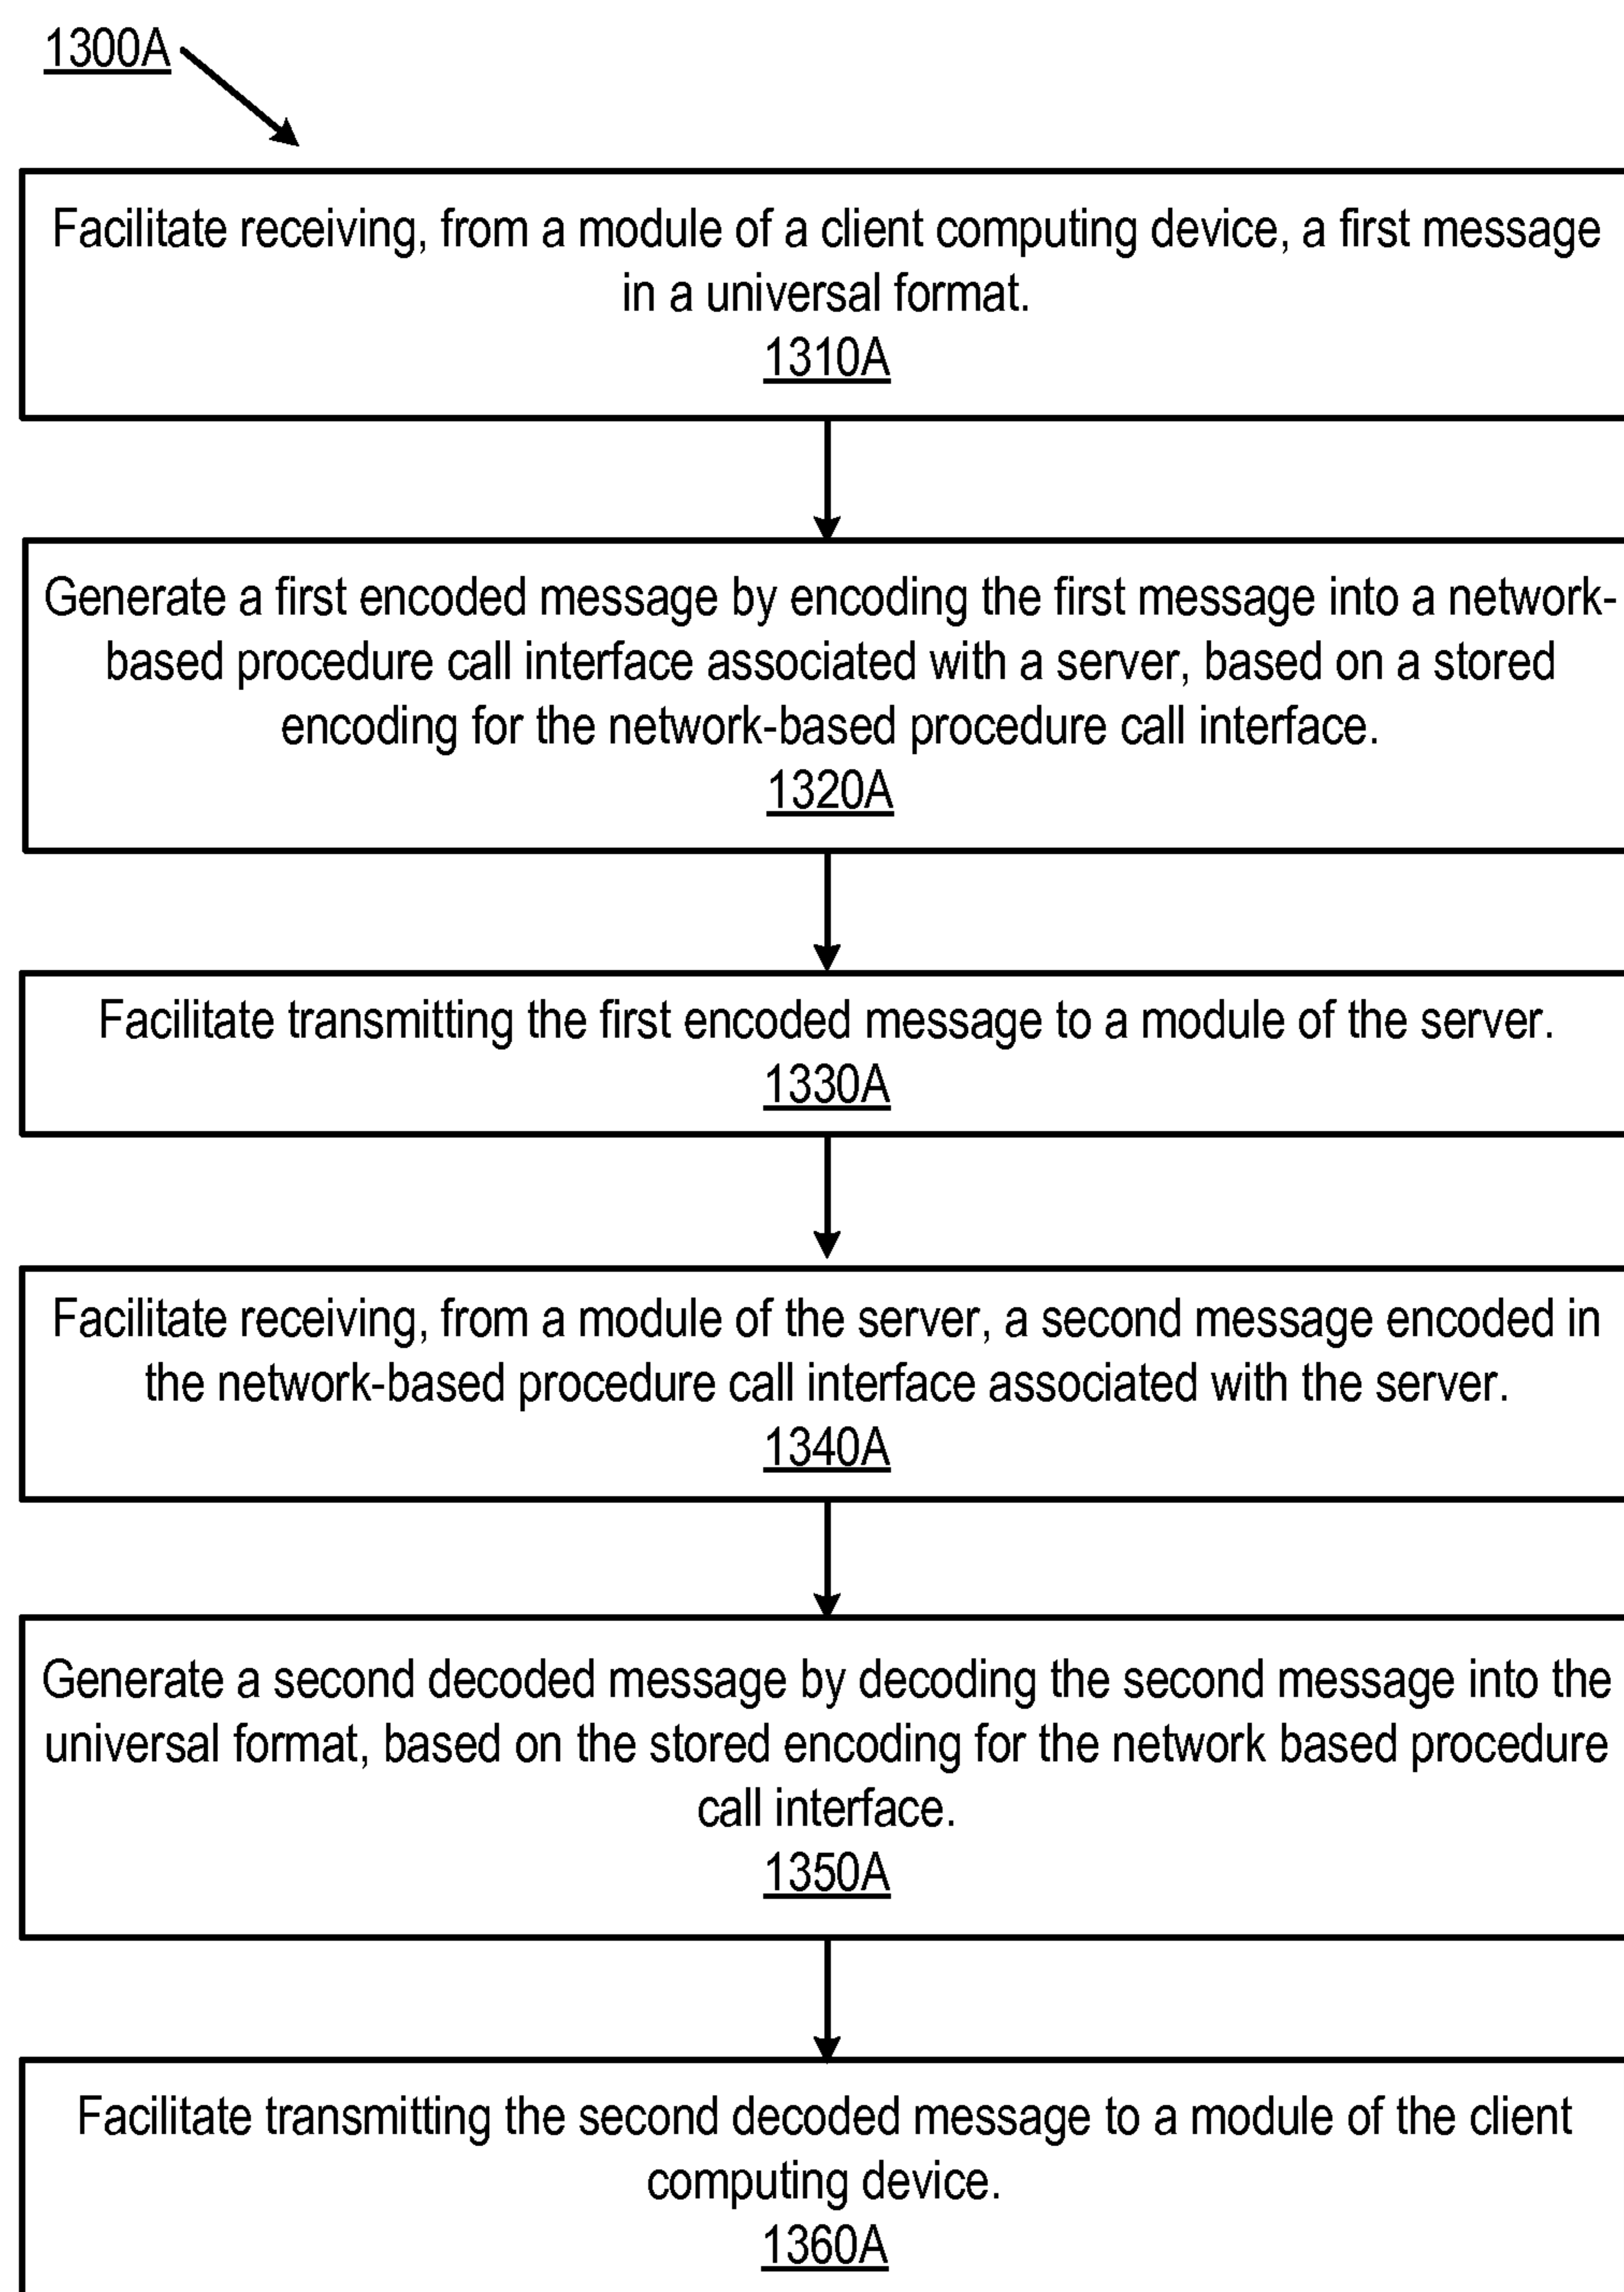 1300A
Facilitate receiving, from a module of a client computing device, a first message
in a universal format.
1310A
Generate a first encoded message by encoding the first message into a network-
based procedure call interface associated with a server, based on a stored
encoding for the network-based procedure call interface.
1320A
Facilitate transmitting the first encoded message to a module of the server.
1330A
Facilitate receiving, from a module of the server, a second message encoded in
the network-based procedure call interface associated with the server.
1340A
Generate a second decoded message by decoding the second message into the
universal format, based on the stored encoding for the network based procedure
call interface.
1350A
Facilitate transmitting the second decoded message to a module of the client
computing device.
1360A